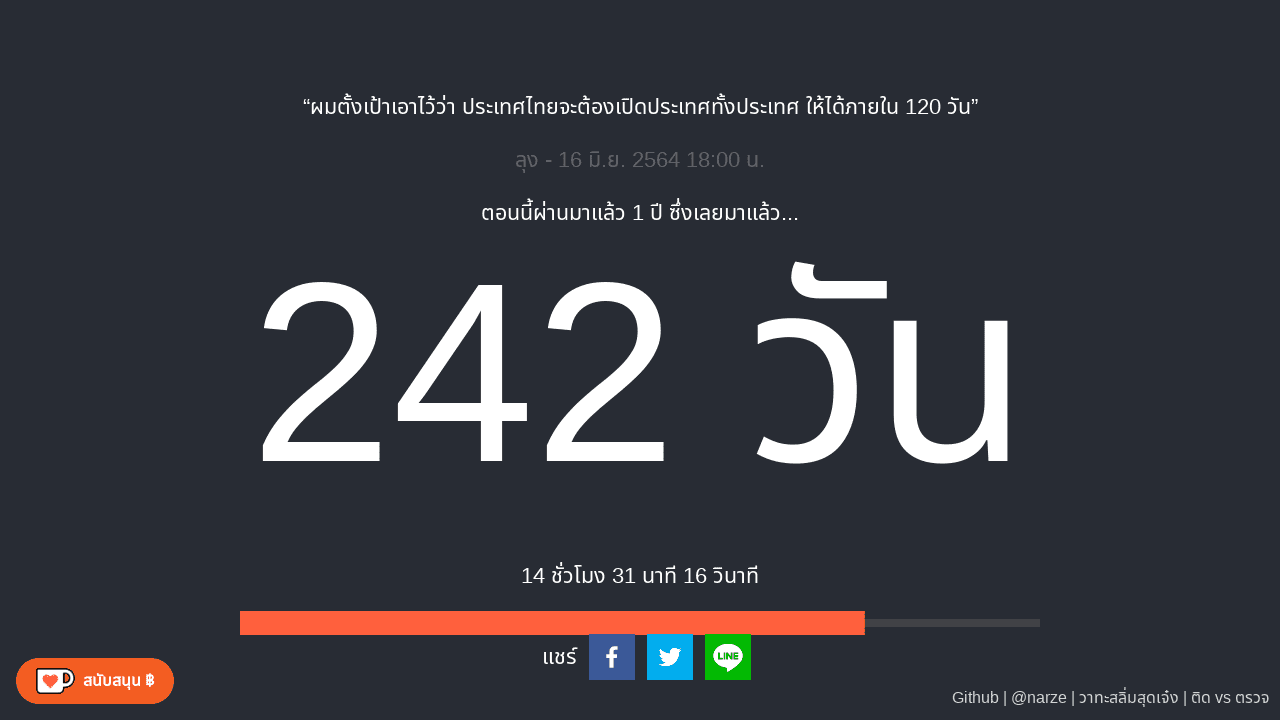 “ผมตั้งเป้าเอาไว้ว่า ประเทศไทยจะต้องเปิดประเทศทั้งประเทศ ให้ได้ภายใน 120 วัน”
ลุง - 16 มิ.ย. 2564 18:00 น.
ตอนนี้ผ่านมาแล้ว 1 ปี ซึ่งเลยมาแล้ว...
242 วัน
14 ชั่วโมง 31 นาที 16 วินาที
แชร์
LINE
สนับสนุน ฿
Github | @narze | วาทะสลิ่มสุดเจ๋ง | ติด vs ตรวจ